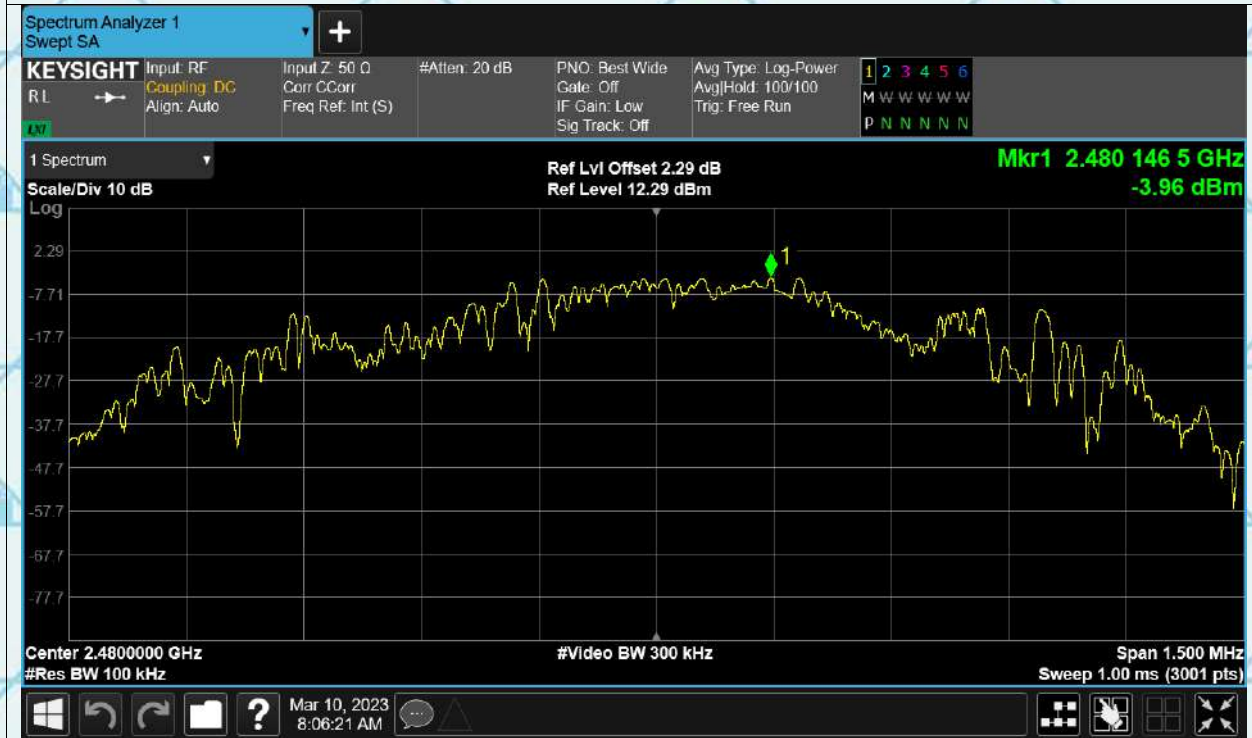 Spectrum Analyzer 1
Swept SA
+
KEYSIGHT
RL
LXI
Input: RF
Coupling: DC
Align: Auto
Input Z: 50 Ω
Corr CCorr
Freq Ref: Int (S)
#Atten: 20 dB
PNO: Best Wide
Gate: Off
IF Gain: Low
Sig Track: Off
Avg Type: Log-Power
Avg|Hold: 100/100
Trig: Free Run
1 2 3 4 5 6
M W W W W W
P N N N N N
1 Spectrum
Scale/Div 10 dB
Log
Ref Lvl Offset 2.29 dB
Ref Level 12.29 dBm
Mkr1 2.480 146 5 GHz
-3.96 dBm
1
2.29
-7.71
-17.7
-27.7
-37.7
-47.7
-57.7
-67.7
-77.7
Center 2.4800000 GHz
#Res BW 100 kHz
#Video BW 300 kHz
Span 1.500 MHz
Sweep 1.00 ms (3001 pts)
?
Mar 10, 2023
8:06:21 AM